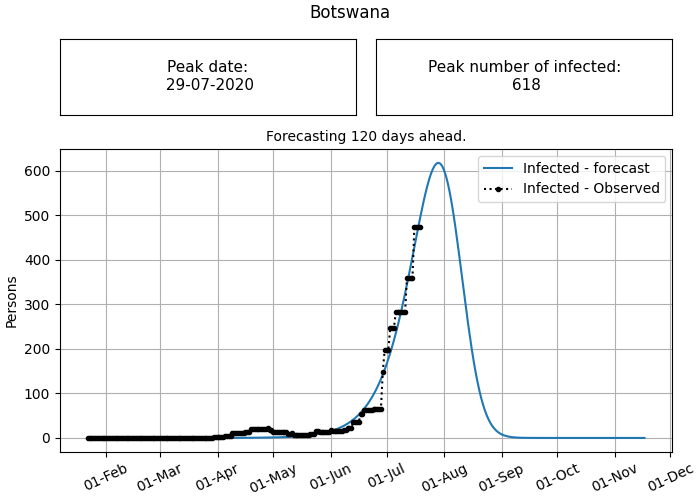 Botswana
Peak date:
29-07-2020
Peak number of infected:
618
Forecasting 120 days ahead.
Infected - forecast
Infected - Observed
Persons
600
500
400
300
200
100
0
01-Feb
01-Mar
01-Apr
01-May
01-Jun
01-Jul
01-Aug
01-Sep
01-Oct
01-Nov
01-Dec